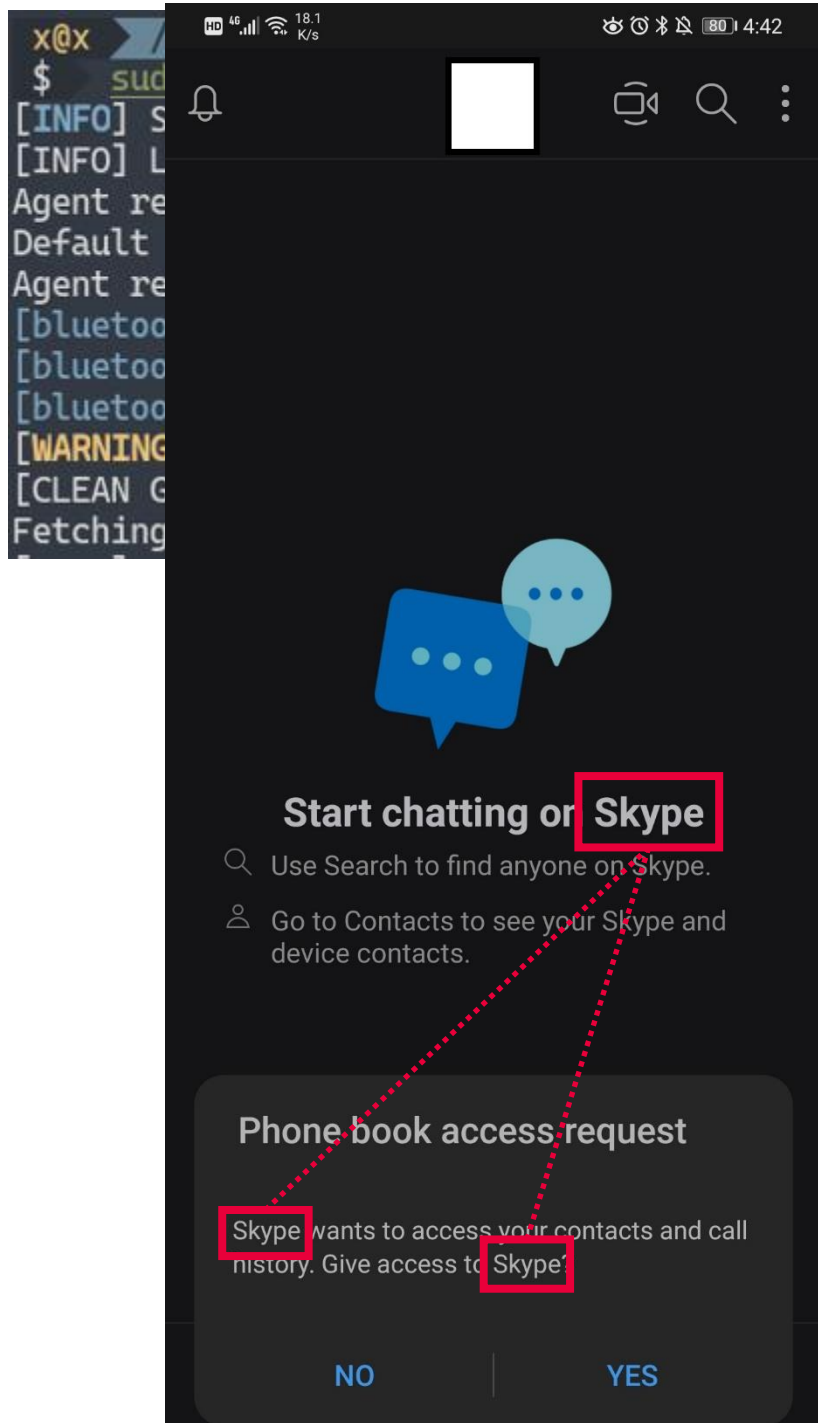 x@x
$ sud
[INFO] S
[INFO] L
Agent re
Default
Agent re
[bluetoo
[bluetoo
[bluetoo
[WARNING
[CLEAN G
Fetching
HD 4G 18.1 K/s 80 4:42
Start chatting on Skype
Use Search to find anyone on Skype.
Go to Contacts to see your Skype and
device contacts.
Phone book access request
Skype wants to access your contacts and call
history. Give access to Skype?
NO YES